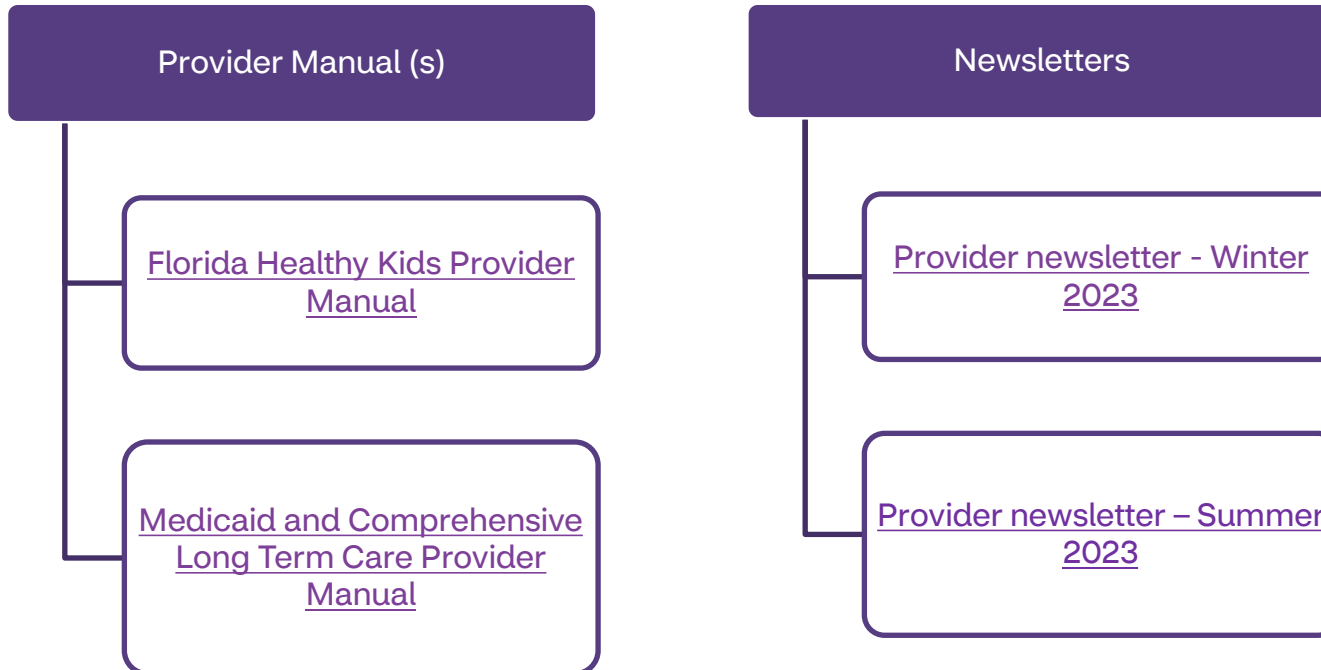 Provider Manual (s)
Florida Healthy Kids Provider
Manual
Medicaid and Comprehensive
Long Term Care Provider
Manual
Newsletters
Provider newsletter - Winter
2023
Provider newsletter – Summer
2023